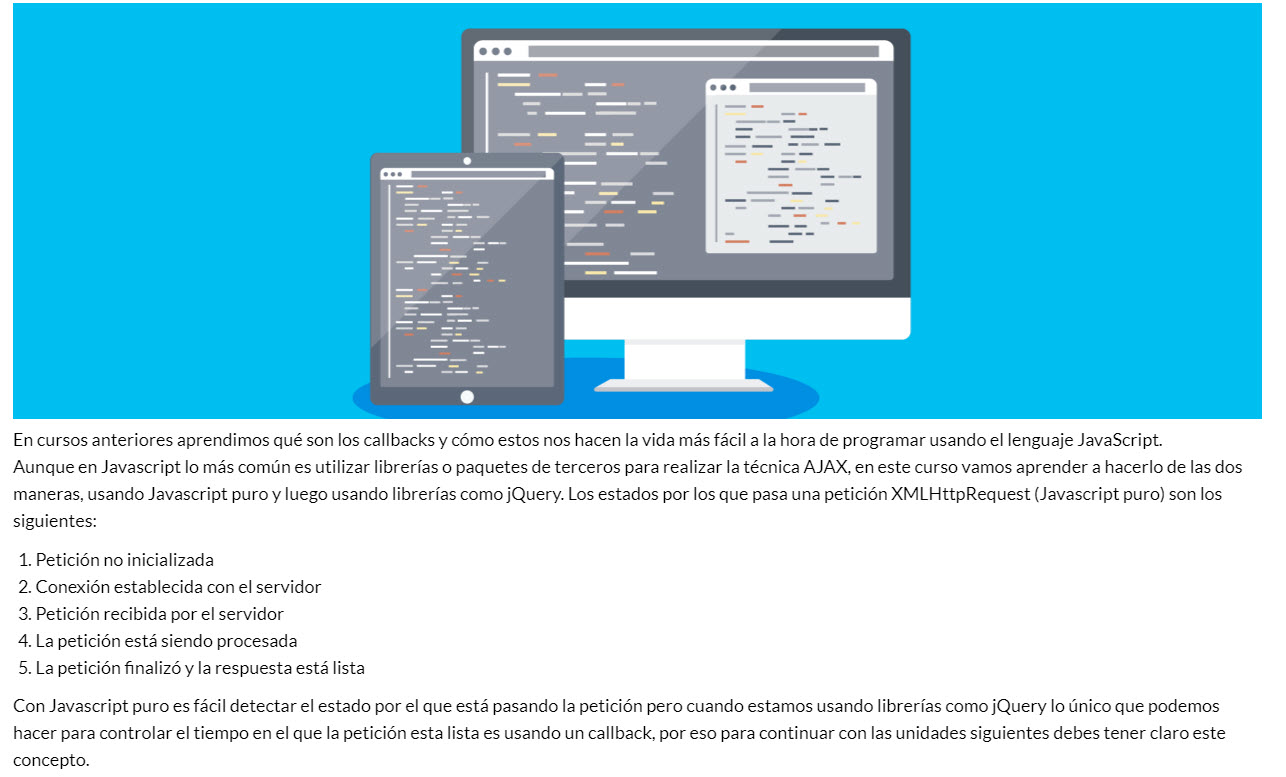 En cursos anteriores aprendimos qué son los callbacks y cómo estos nos hacen la vida más fácil a la hora de programar usando el lenguaje JavaScript.
Aunque en Javascript lo más común es utilizar librerías o paquetes de terceros para realizar la técnica AJAX, en este curso vamos aprender a hacerlo de las dos
maneras, usando Javascript puro y luego usando librerías como jQuery. Los estados por los que pasa una petición XMLHttpRequest (Javascript puro) son los
siguientes:
1. Petición no inicializada
2. Conexión establecida con el servidor
3. Petición recibida por el servidor
4. La petición está siendo procesada
5. La petición finalizó y la respuesta está lista
Con Javascript puro es fácil detectar el estado por el que está pasando la petición pero cuando estamos usando librerías como jQuery lo único que podemos
hacer para controlar el tiempo en el que la petición esta lista es usando un callback, por eso para continuar con las unidades siguientes debes tener claro este
concepto.